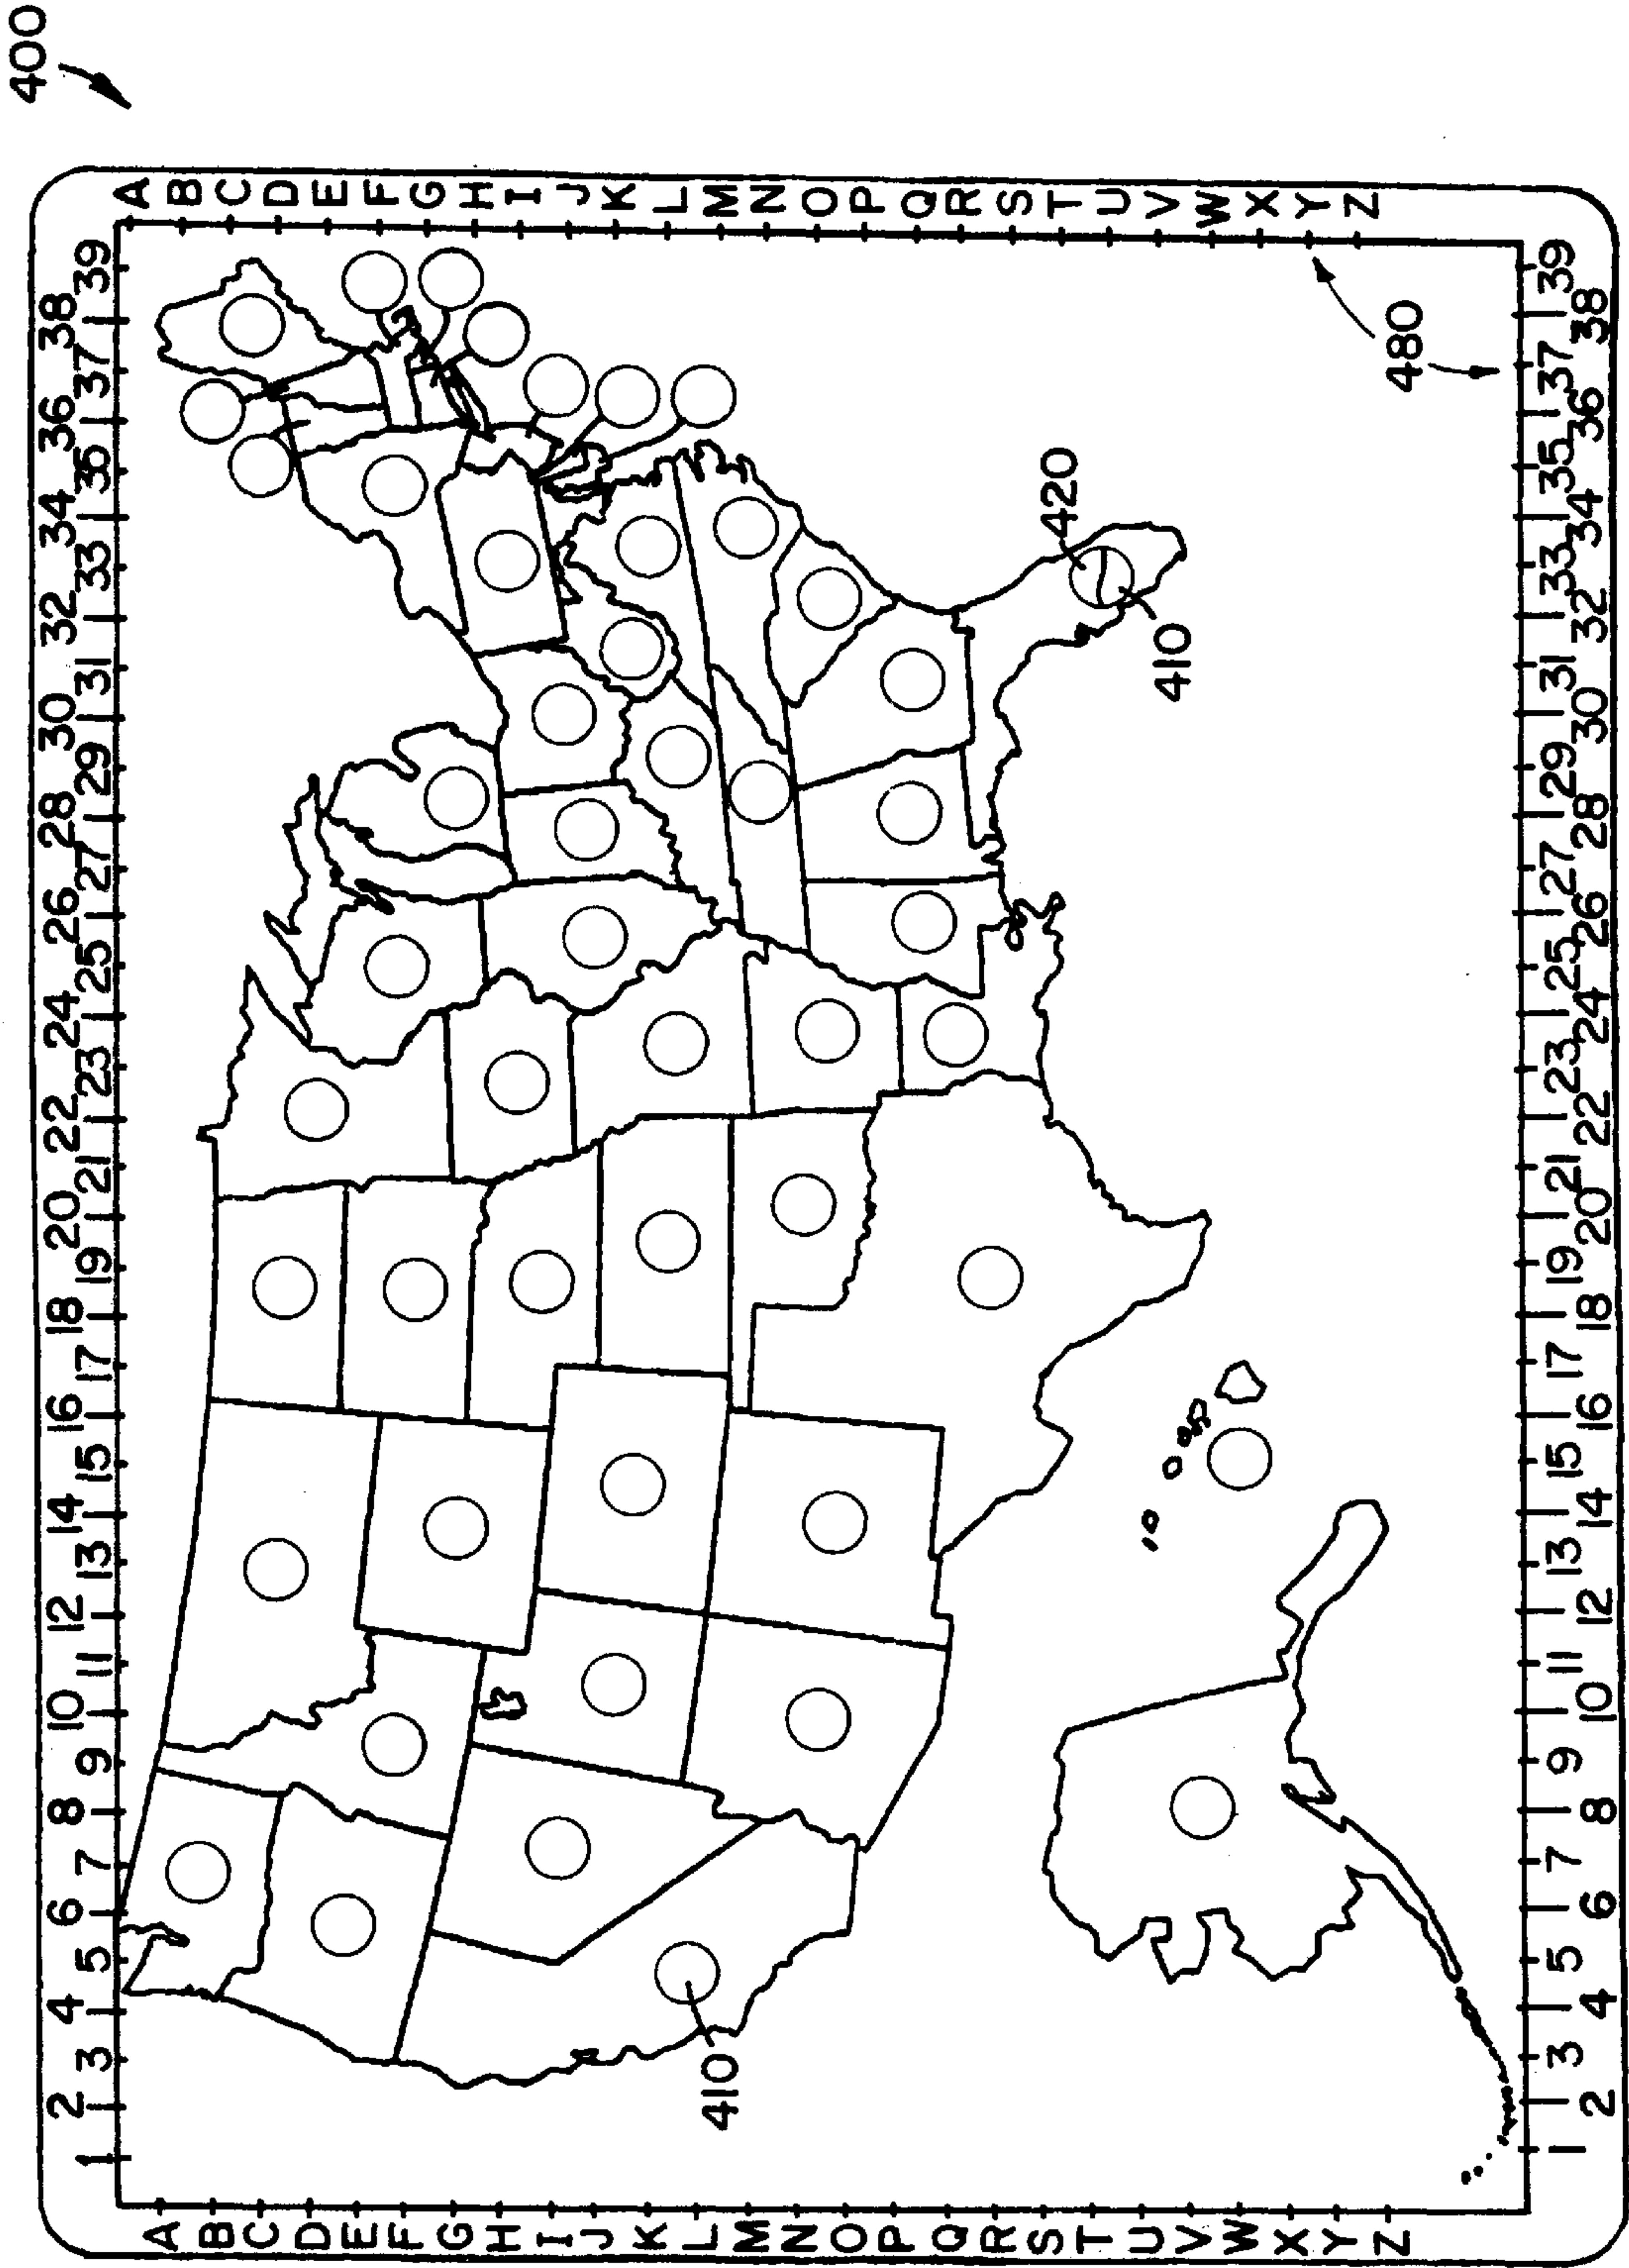 400
1 2 3 4 5 6 7 8 9 10 11 12 13 14 15 16 17 18 19 20 21 22 23 24 25 26 27 28 29 30 31 32 33 34 35 36 37 38 39
A A
B B
C C
D D
E E
F F
G G
H H
I I
J J
K K
L L
M M
N N
O O
P P
Q Q
R R
S S
T T
U U
V V
W W
X X
Y Y
Z Z
410
420
410
480
1 2 3 4 5 6 7 8 9 10 11 12 13 14 15 16 17 18 19 20 21 22 23 24 25 26 27 28 29 30 31 32 33 34 35 36 37 38 39